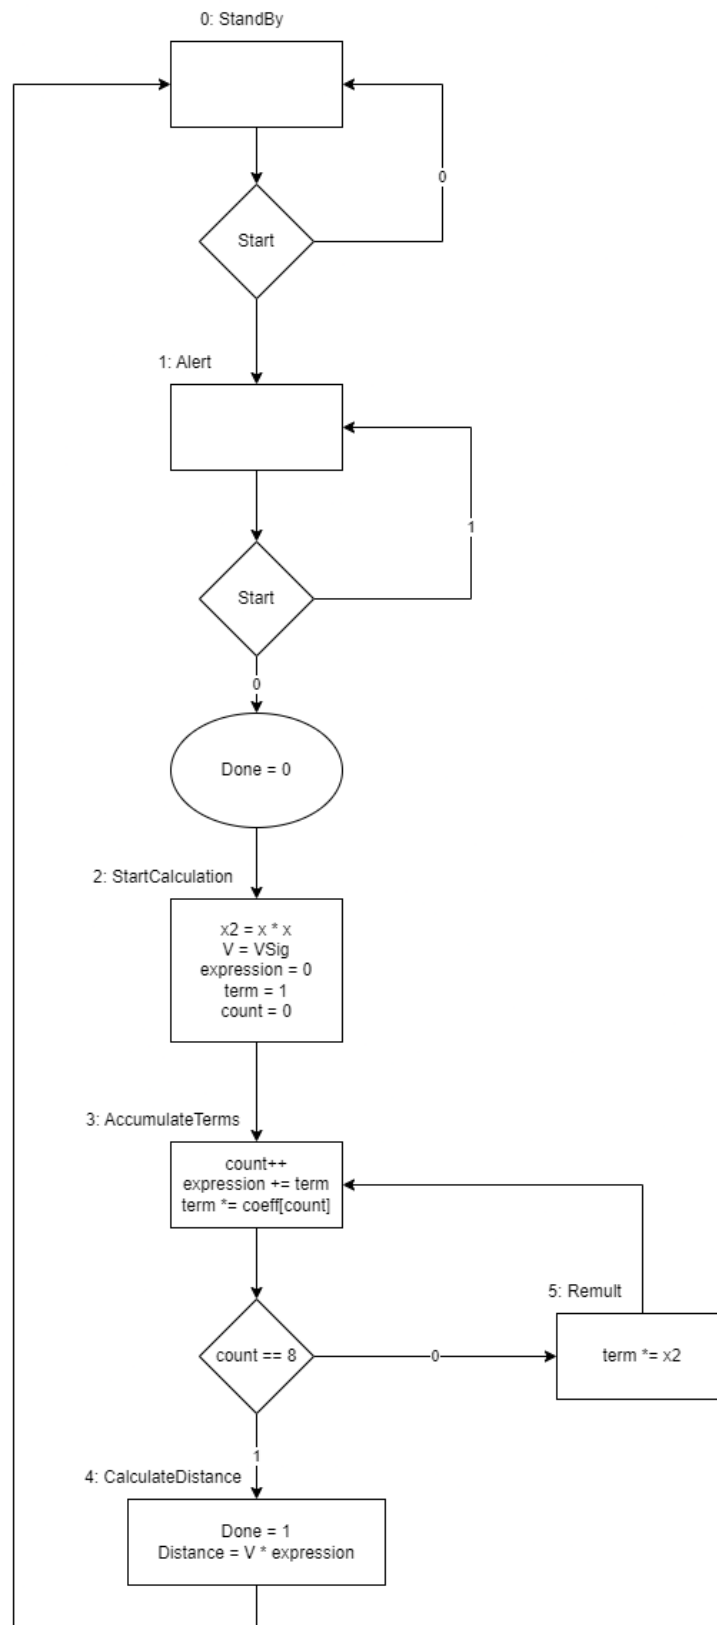 0: StandBy
0
Start
1: Alert
1
Start
0
Done = 0
2: StartCalculation
x2 = x * x
V = VSig
expression = 0
term = 1
count = 0
3: AccumulateTerms
count++
expression += term
term *= coeff[count]
5: Remult
count == 8
0
term *= x2
1
4: CalculateDistance
Done = 1
Distance = V * expression